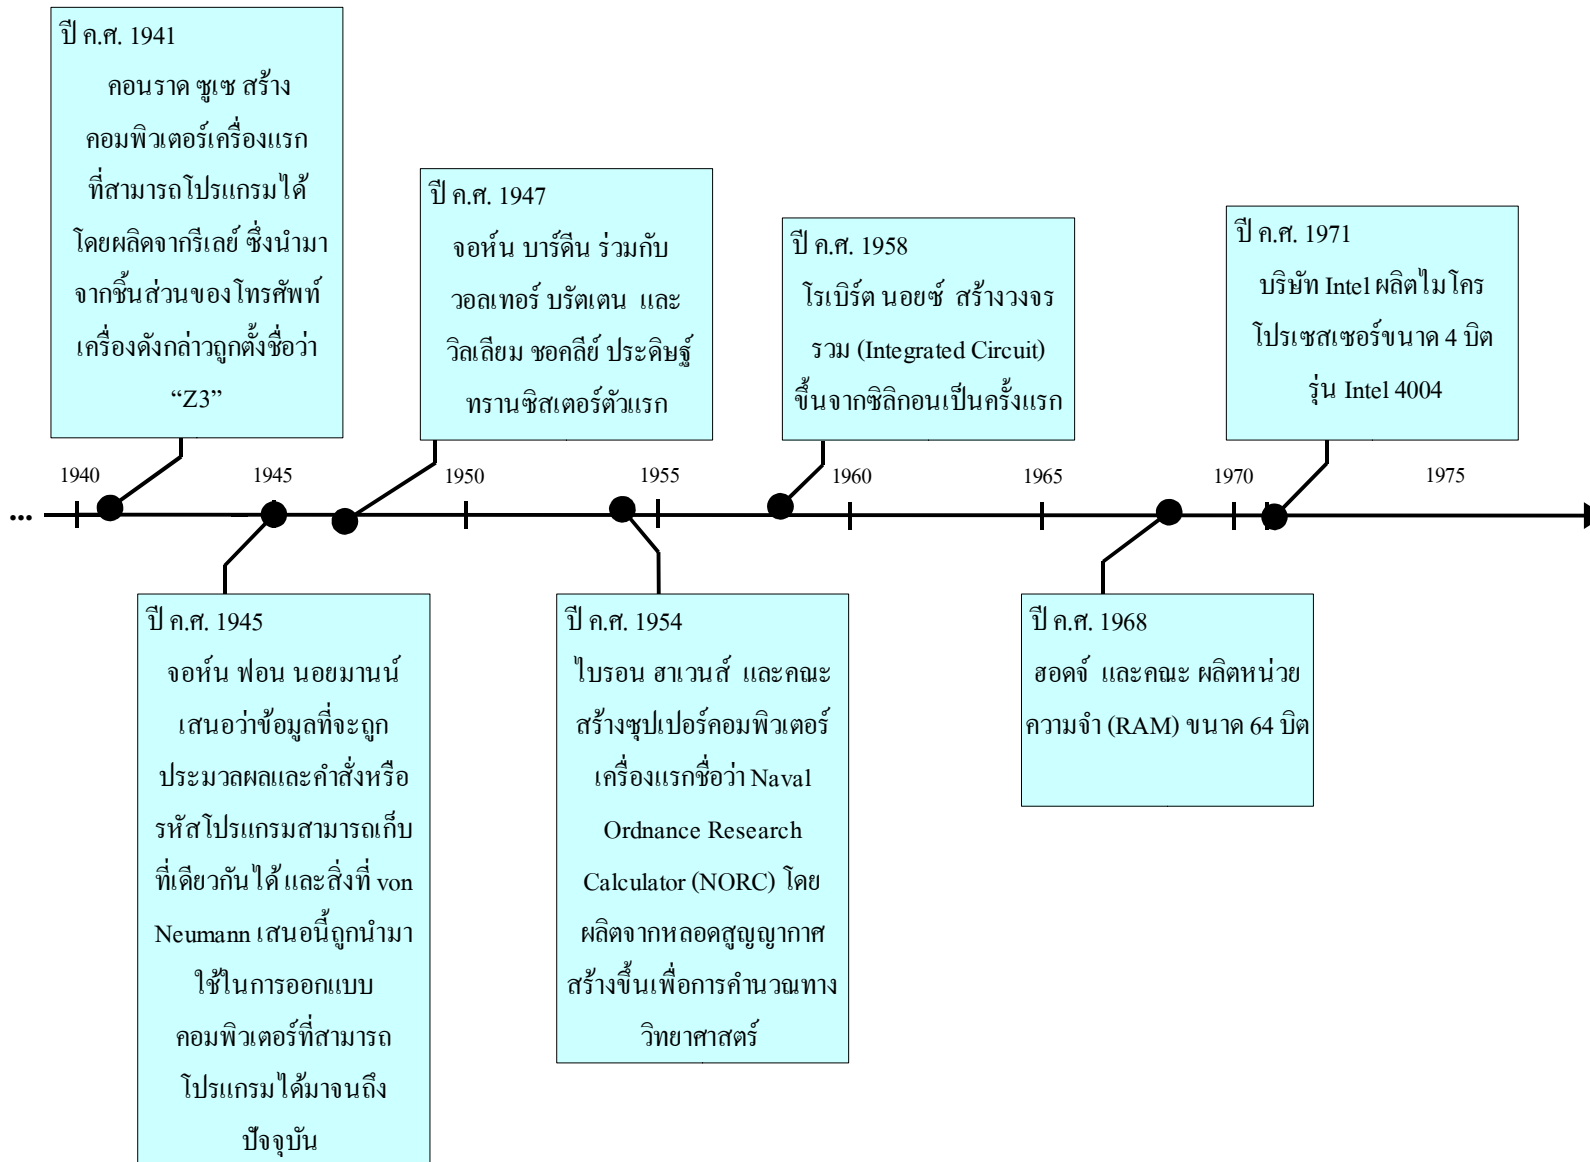 ปี ค.ศ. 1941
คอนราด ซูเซ สร้าง
คอมพิวเตอร์เครื่องแรก
ที่สามารถโปรแกรมได้
โดยผลิตจากรีเลย์ ซึ่งนำมา
จากชิ้นส่วนของโทรศัพท์
เครื่องดังกล่าวถูกตั้งชื่อว่า
“Z3”
ปี ค.ศ. 1947
จอห์น บาร์ดีน ร่วมกับ
วอลเทอร์ บรัตเตน และ
วิลเลียม ชอคลีย์ ประดิษฐ์
ทรานซิสเตอร์ตัวแรก
ปี ค.ศ. 1958
โรเบิร์ต นอยซ์ สร้างวงจร
รวม (Integrated Circuit)
ขึ้นจากซิลิกอนเป็นครั้งแรก
ปี ค.ศ. 1971
บริษัท Intel ผลิตไมโคร
โปรเซสเซอร์ขนาด 4 บิต
รุ่น Intel 4004
1940 1945 1950 1955 1960 1965 1970 1975
...
ปี ค.ศ. 1945
จอห์น ฟอน นอยมานน์
เสนอว่าข้อมูลที่จะถูก
ประมวลผลและคำสั่งหรือ
รหัสโปรแกรมสามารถเก็บ
ที่เดียวกันได้ และสิ่งที่ von
Neumann เสนอนี้ถูกนำมา
ใช้ในการออกแบบ
คอมพิวเตอร์ที่สามารถ
โปรแกรมได้มาจนถึง
ปัจจุบัน
ปี ค.ศ. 1954
ไบรอน ฮาเวนส์ และคณะ
สร้างซุปเปอร์คอมพิวเตอร์
เครื่องแรกชื่อว่า Naval
Ordnance Research
Calculator (NORC) โดย
ผลิตจากหลอดสูญญากาศ
สร้างขึ้นเพื่อการคำนวณทาง
วิทยาศาสตร์
ปี ค.ศ. 1968
ฮอดจ์ และคณะ ผลิตหน่วย
ความจำ (RAM) ขนาด 64 บิต